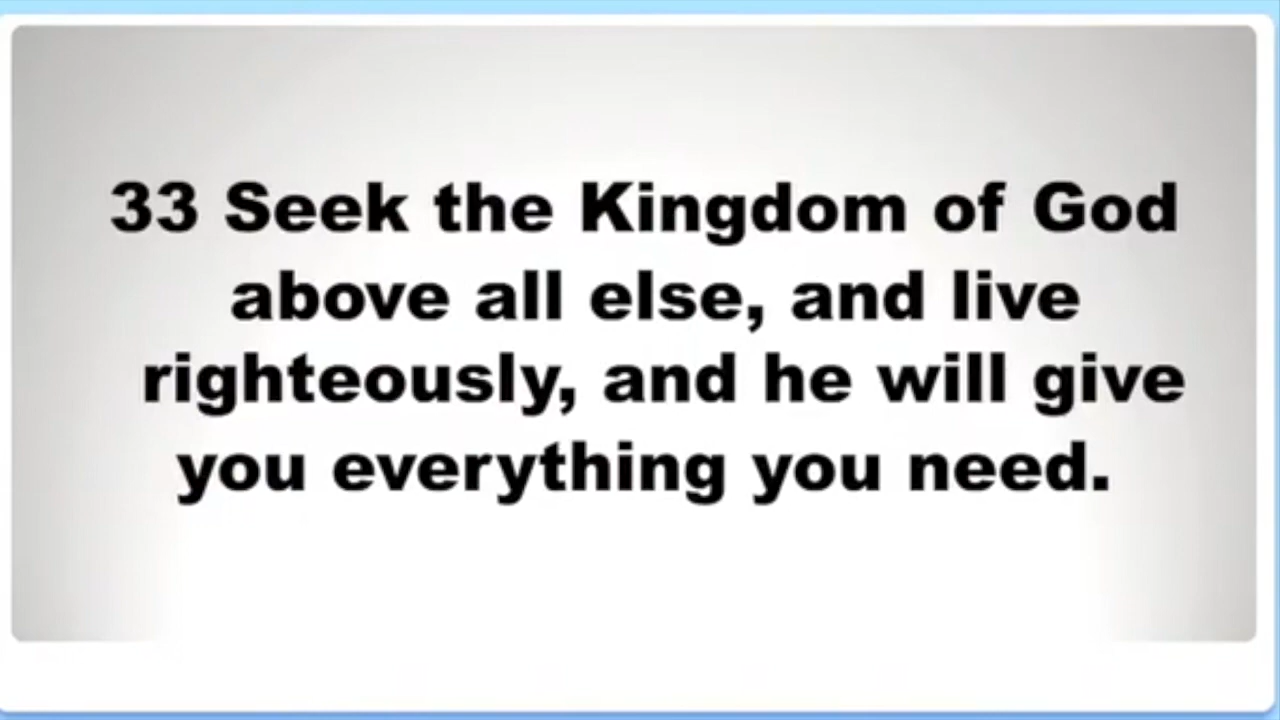 33 Seek the Kingdom of God
above all else, and live
righteously, and he will give
you everything you need.